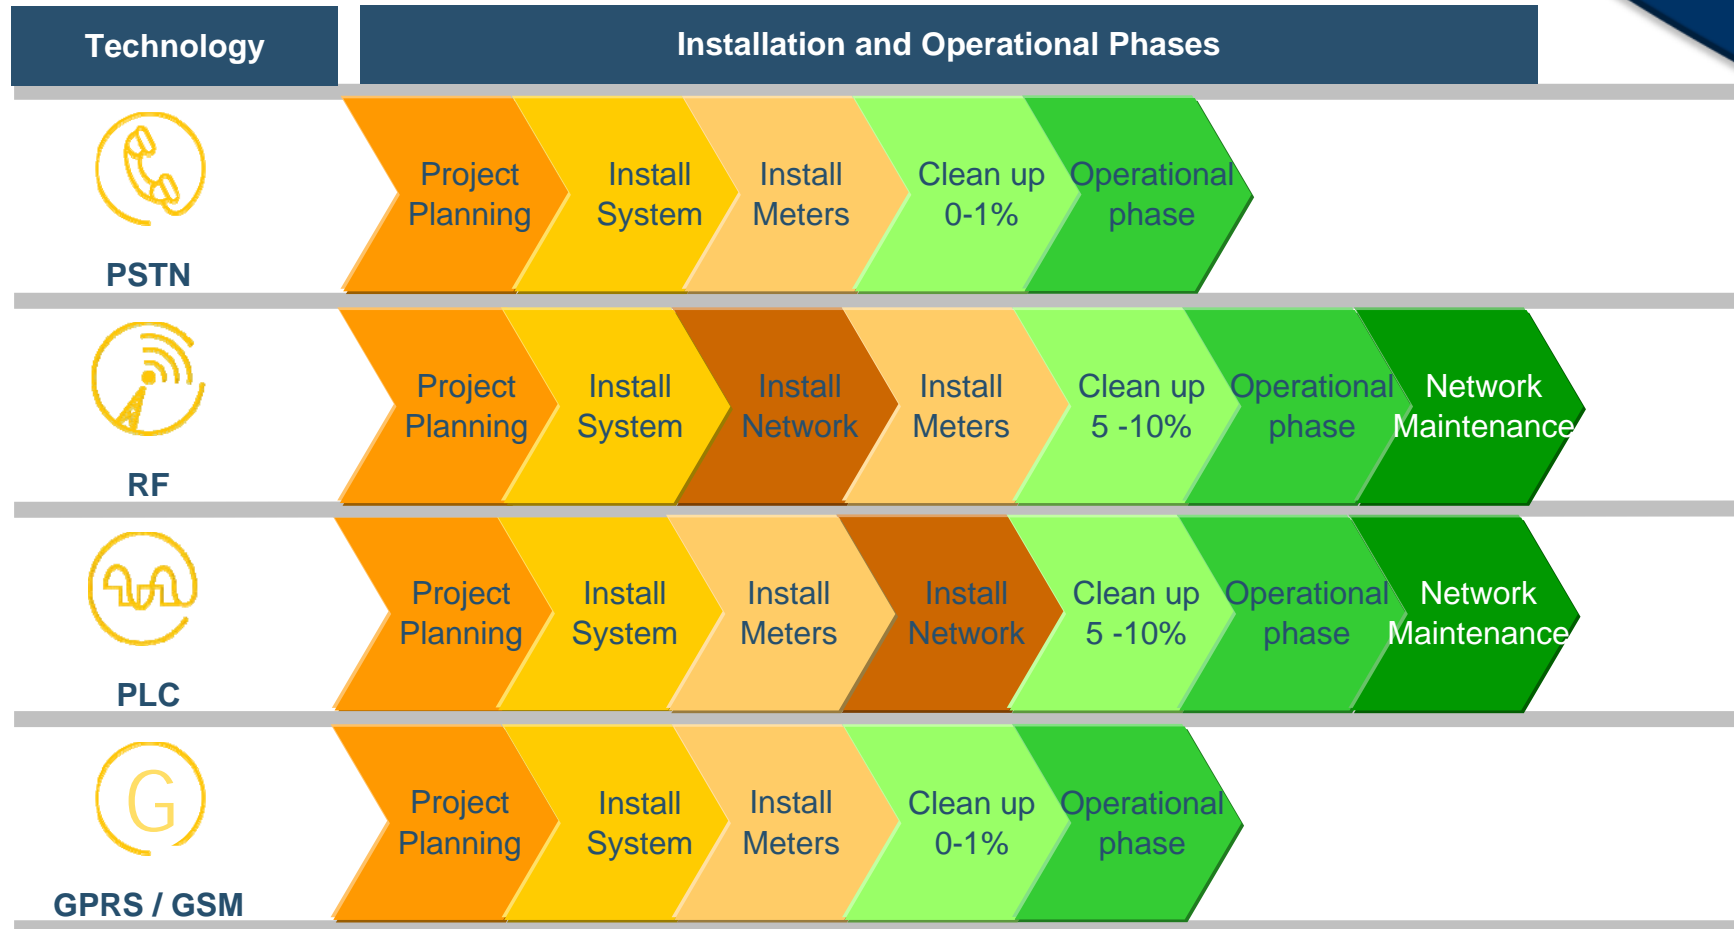 Technology
Installation and Operational Phases
PSTN
Project
Planning
Install
System
Install
Meters
Clean up
0-1%
Operational
phase
RF
Project
Planning
Install
System
Install
Network
Install
Meters
Clean up
5 -10%
Operational
phase
Network
Maintenance
PLC
Project
Planning
Install
System
Install
Meters
Install
Network
Clean up
5 -10%
Operational
phase
Network
Maintenance
G
GPRS / GSM
Project
Planning
Install
System
Install
Meters
Clean up
0-1%
Operational
phase